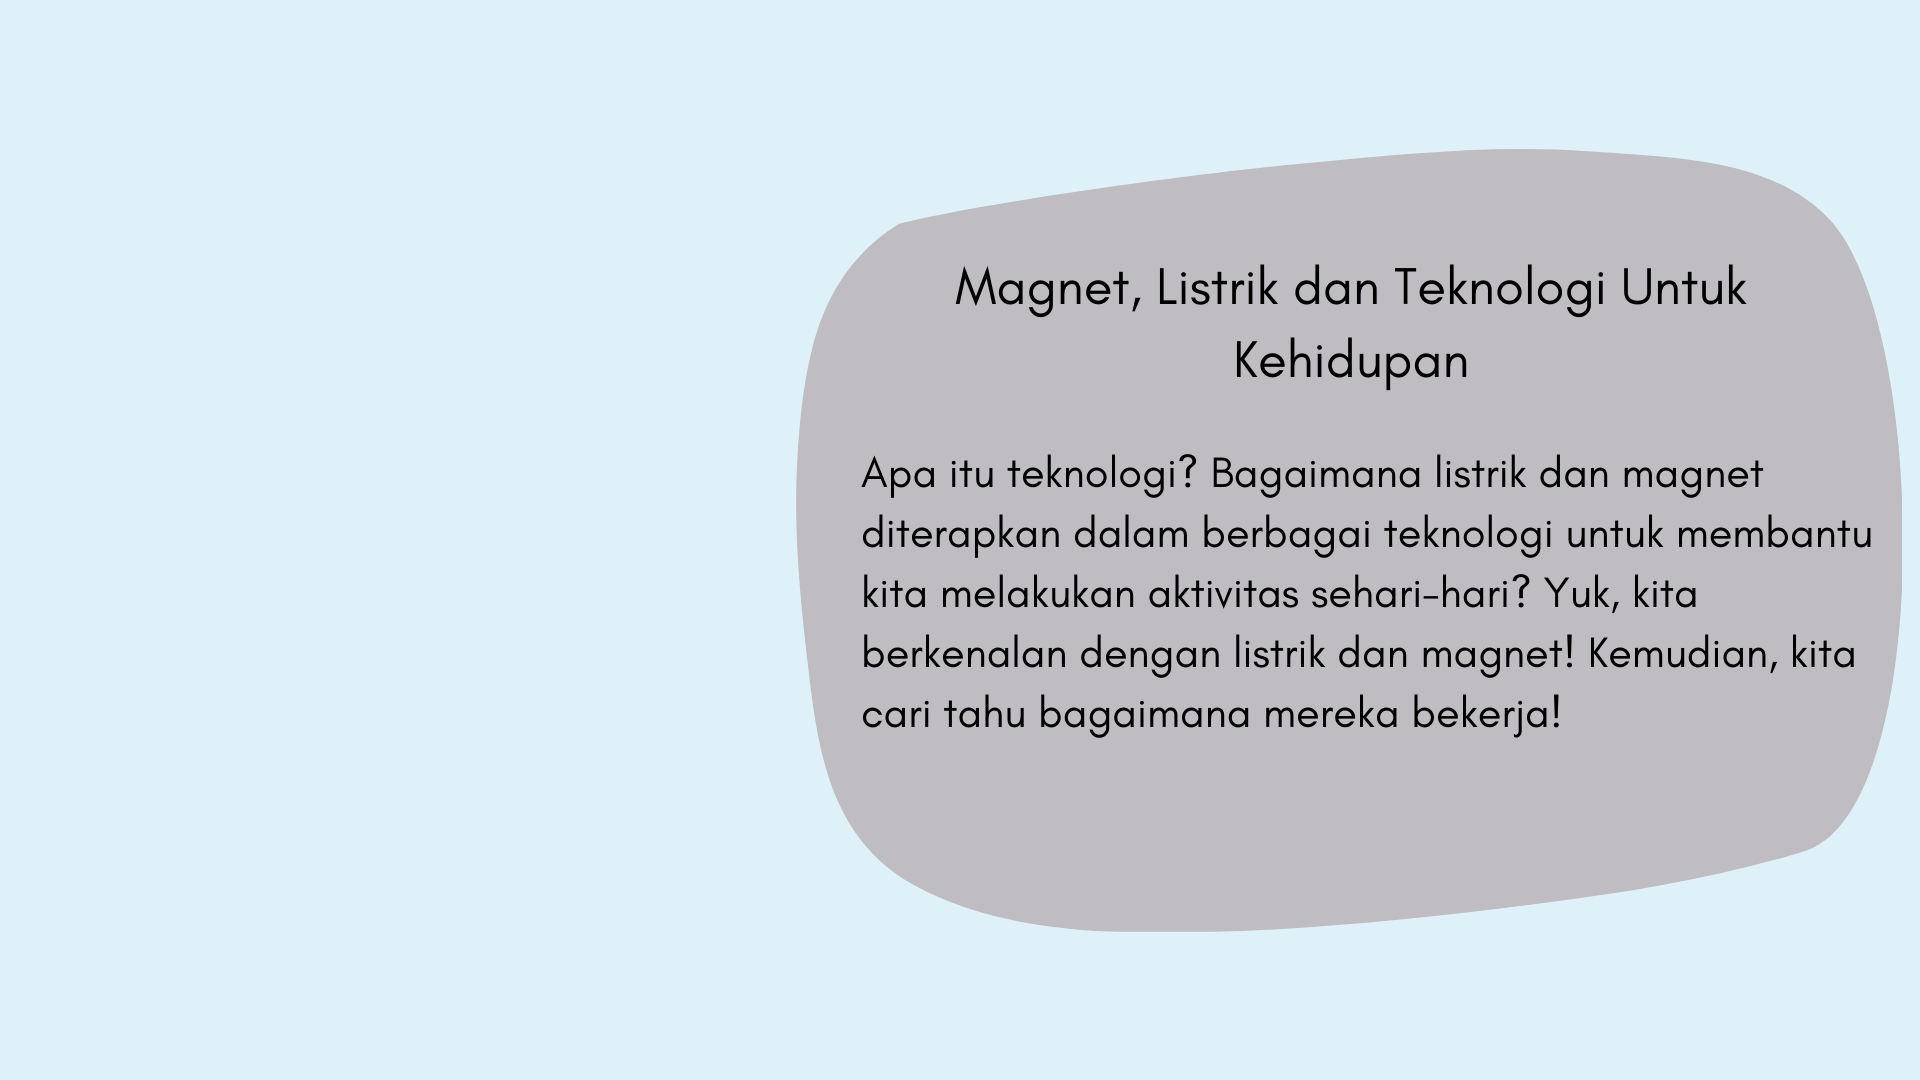 Magnet, Listrik dan Teknologi Untuk
Kehidupan
Apa itu teknologi? Bagaimana listrik dan magnet
diterapkan dalam berbagai teknologi untuk membantu
kita melakukan aktivitas sehari-hari? Yuk, kita
berkenalan dengan listrik dan magnet! Kemudian, kita
cari tahu bagaimana mereka bekerja!